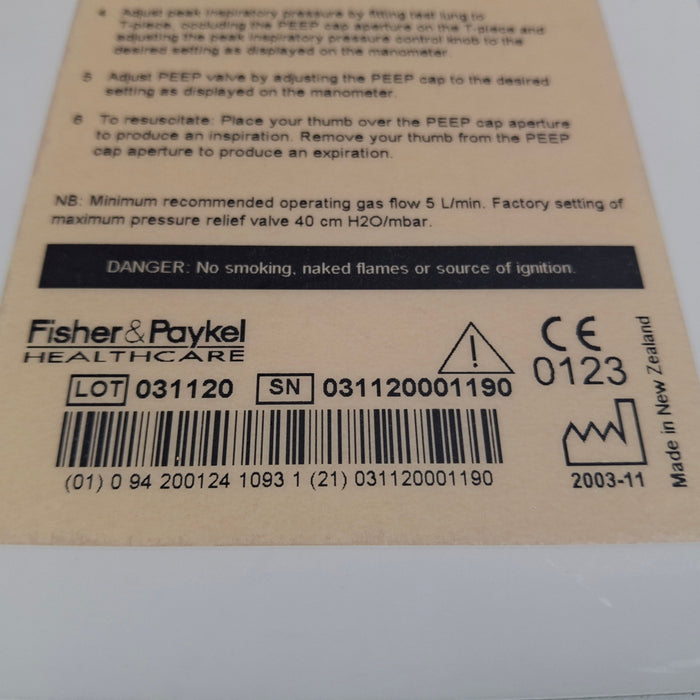 4 Adjust peak inspiratory pressure by fitting test lung to
T-piece, occluding the PEEP cap aperture on the T-piece and
adjusting the peak inspiratory pressure control knob to the
desired setting as displayed on the manometer.
5 Adjust PEEP valve by adjusting the PEEP cap to the desired
setting as displayed on the manometer.
6 To resuscitate: Place your thumb over the PEEP cap aperture
to produce an inspiration. Remove your thumb from the PEEP
cap aperture to produce an expiration.
NB: Minimum recommended operating gas flow 5 L/min. Factory setting of
maximum pressure relief valve 40 cm H2O/mbar.
DANGER: No smoking, naked flames or source of ignition.
Fisher & Paykel
HEALTHCARE
LOT 031120 SN 031120001190
(01) 0 94 200124 1093 1 (21) 031120001190
CE
0123
2003-11
Made in New Zealand